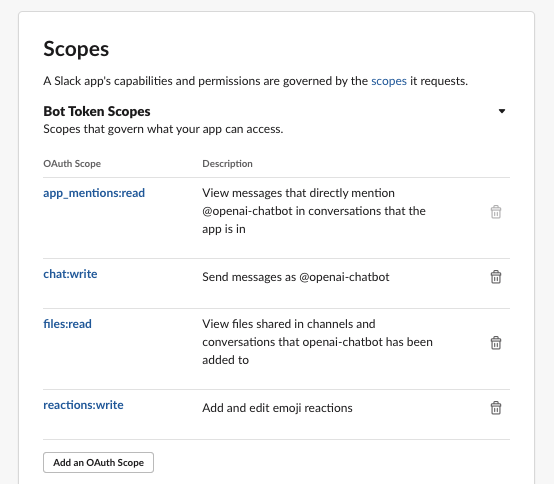 Scopes
A Slack app's capabilities and permissions are governed by the scopes it requests.
Bot Token Scopes
Scopes that govern what your app can access.
OAuth Scope Description
app_mentions:read View messages that directly mention
@openai-chatbot in conversations that the
app is in
chat:write Send messages as @openai-chatbot
files:read View files shared in channels and
conversations that openai-chatbot has been
added to
reactions:write Add and edit emoji reactions
Add an OAuth Scope